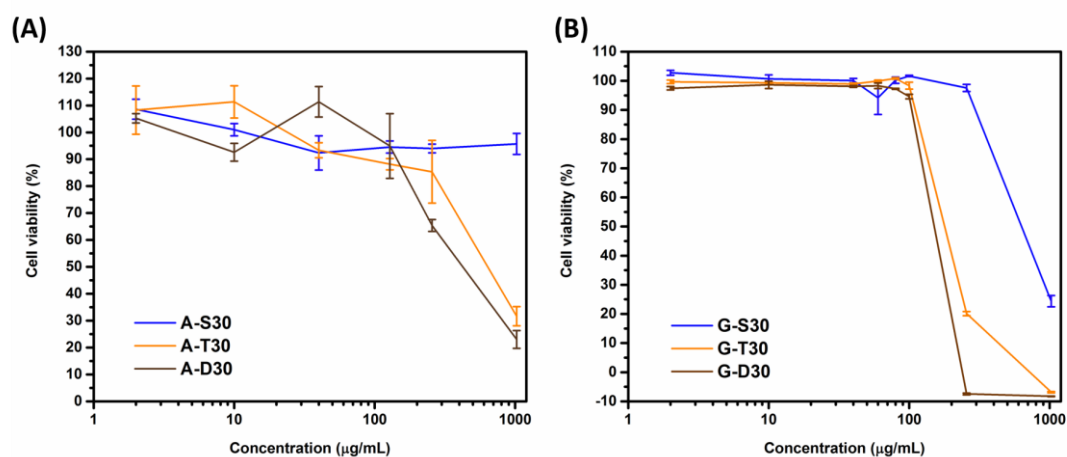 (A)
130
120
110
100
90
80
70
60
50
40
30
20
10
0
Cell viability (%)
A-S30
A-T30
A-D30
1 10 100 1000
Concentration (µg/mL)
(B)
110
100
90
80
70
60
50
40
30
20
10
0
-10
Cell viability (%)
G-S30
G-T30
G-D30
1 10 100 1000
Concentration (µg/mL)